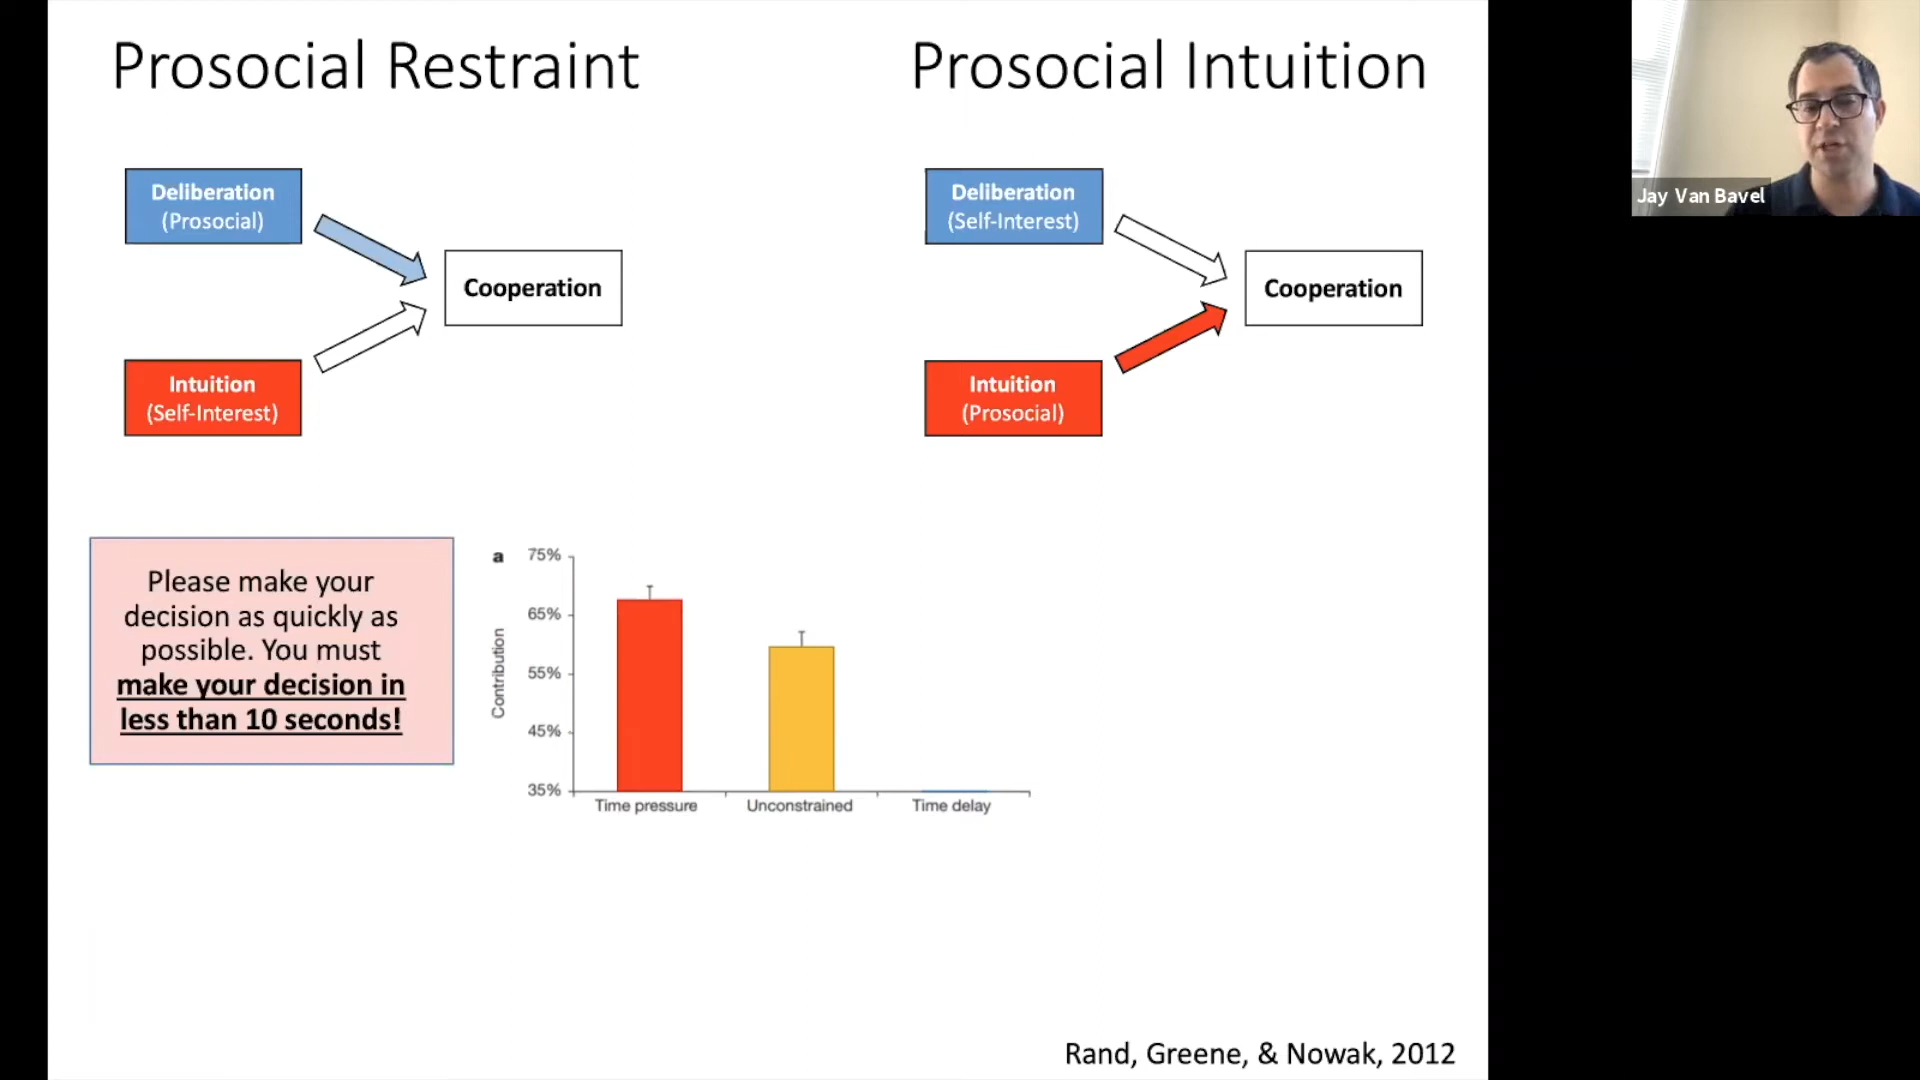 Prosocial Restraint
Prosocial Intuition
Deliberation
(Prosocial)
Cooperation
Intuition
(Self-Interest)
Deliberation
(Self-Interest)
Cooperation
Intuition
(Prosocial)
Jay Van Bavel
Please make your
decision as quickly as
possible. You must
make your decision in
less than 10 seconds!
a
75%
65%
55%
45%
35%
Contribution
Time pressure
Unconstrained
Time delay
Rand, Greene, & Nowak, 2012